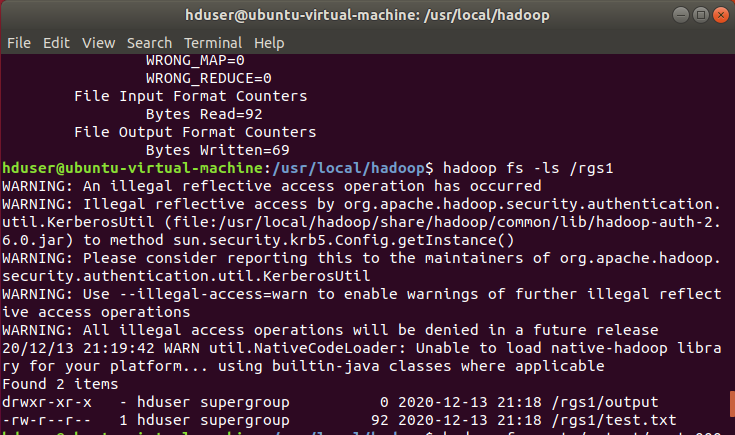 hduser@ubuntu-virtual-machine: /usr/local/hadoop
File Edit View Search Terminal Help
WRONG_MAP=0
WRONG_REDUCE=0
File Input Format Counters
Bytes Read=92
File Output Format Counters
Bytes Written=69
hduser@ubuntu-virtual-machine:/usr/local/hadoop$ hadoop fs -ls /rgs1
WARNING: An illegal reflective access operation has occurred
WARNING: Illegal reflective access by org.apache.hadoop.security.authentication.
util.KerberosUtil (file:/usr/local/hadoop/share/hadoop/common/lib/hadoop-auth-2.
6.0.jar) to method sun.security.krb5.Config.getInstance()
WARNING: Please consider reporting this to the maintainers of org.apache.hadoop.
security.authentication.util.KerberosUtil
WARNING: Use --illegal-access=warn to enable warnings of further illegal reflect
ive access operations
WARNING: All illegal access operations will be denied in a future release
20/12/13 21:19:42 WARN util.NativeCodeLoader: Unable to load native-hadoop libra
ry for your platform... using builtin-java classes where applicable
Found 2 items
drwxr-xr-x - hduser supergroup 0 2020-12-13 21:18 /rgs1/output
-rw-r--r-- 1 hduser supergroup 92 2020-12-13 21:18 /rgs1/test.txt